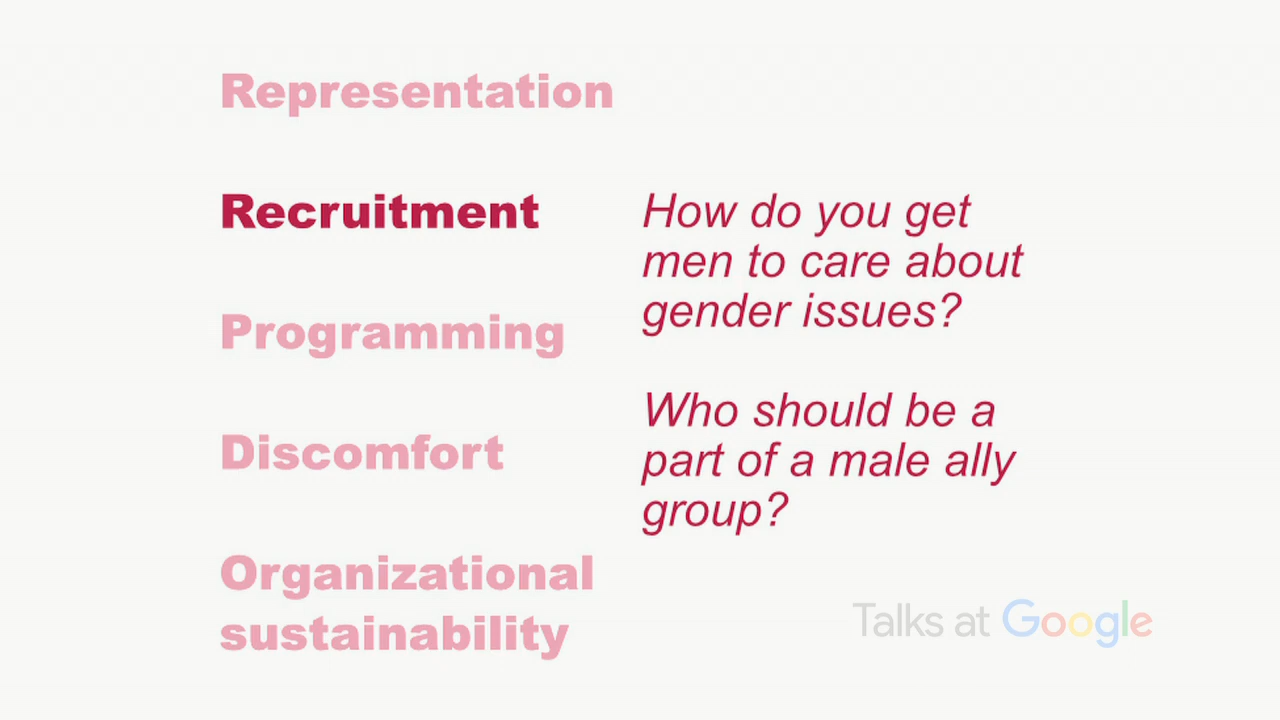 Representation
Recruitment
How do you get
men to care about
gender issues?
Programming
Who should be a
part of a male ally
group?
Discomfort
Organizational
sustainability
Talks at Google